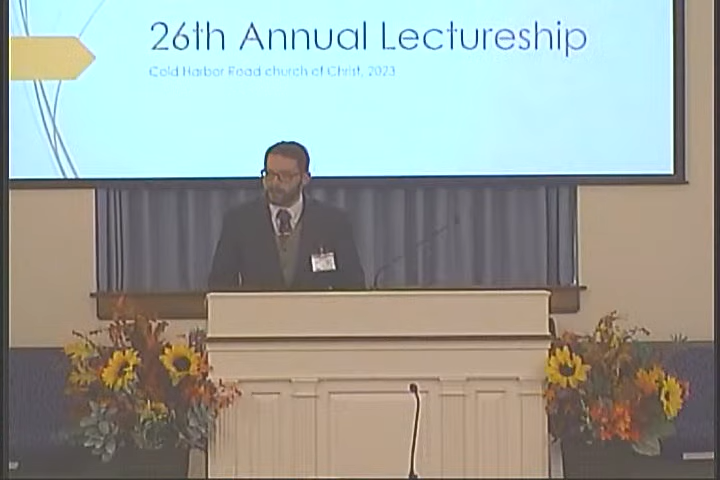 26th Annual Lectureship
Cold Harbor Road church of Christ, 2023